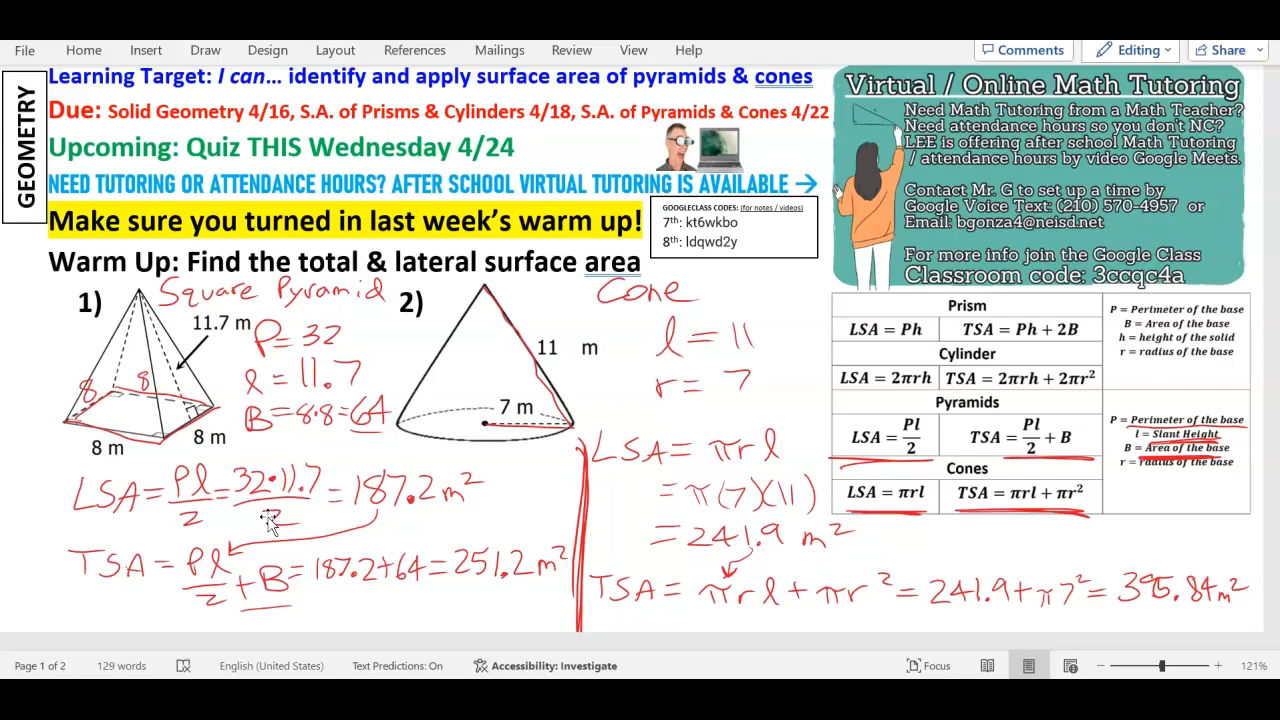 File Home Insert Draw Design Layout References Mailings Review View Help Comments Editing Share
GEOMETRY
Learning Target: I can... identify and apply surface area of pyramids & cones
Due: Solid Geometry 4/16, S.A. of Prisms & Cylinders 4/18, S.A. of Pyramids & Cones 4/22
Upcoming: Quiz THIS Wednesday 4/24
NEED TUTORING OR ATTENDANCE HOURS? AFTER SCHOOL VIRTUAL TUTORING IS AVAILABLE →
Make sure you turned in last week's warm up!
GOOGLECLASS CODES: (for notes / videos)
7th: kt6wkbo
8th: ldqwd2y
Warm Up: Find the total & lateral surface area
Virtual / Online Math Tutoring
Need Math Tutoring from a Math Teacher?
Need attendance hours so you don't NC?
LEE is offering after school Math Tutoring
/ attendance hours by video Google Meets.
Contact Mr. G to set up a time by
Google Voice Text: (210) 570-4957 or
Email: bgonza4@neisd.net
For more info join the Google Class
Classroom code: 3ccqc4a
1) Square Pyramid
11.7 m
8 8
8 m 8 m
P = 32
l = 11.7
B = 8·8 = 64
LSA = Pl/2 = 32·11.7/2 = 187.2 m²
TSA = Pl/2 + B = 187.2+64 = 251.2 m²
2) Cone
11 m
7 m
l = 11
r = 7
LSA = πrl
= π(7)(11)
= 241.9 m²
TSA = πrl + πr² = 241.9 + π7² = 395.84 m²
Prism
LSA = Ph TSA = Ph + 2B
Cylinder
LSA = 2πrh TSA = 2πrh + 2πr²
Pyramids
LSA = Pl/2 TSA = Pl/2 + B
Cones
LSA = πrl TSA = πrl + πr²
P = Perimeter of the base
B = Area of the base
h = height of the solid
r = radius of the base
P = Perimeter of the base
l = Slant Height
B = Area of the base
r = radius of the base
Page 1 of 2 129 words English (United States) Text Predictions: On Accessibility: Investigate Focus 121%